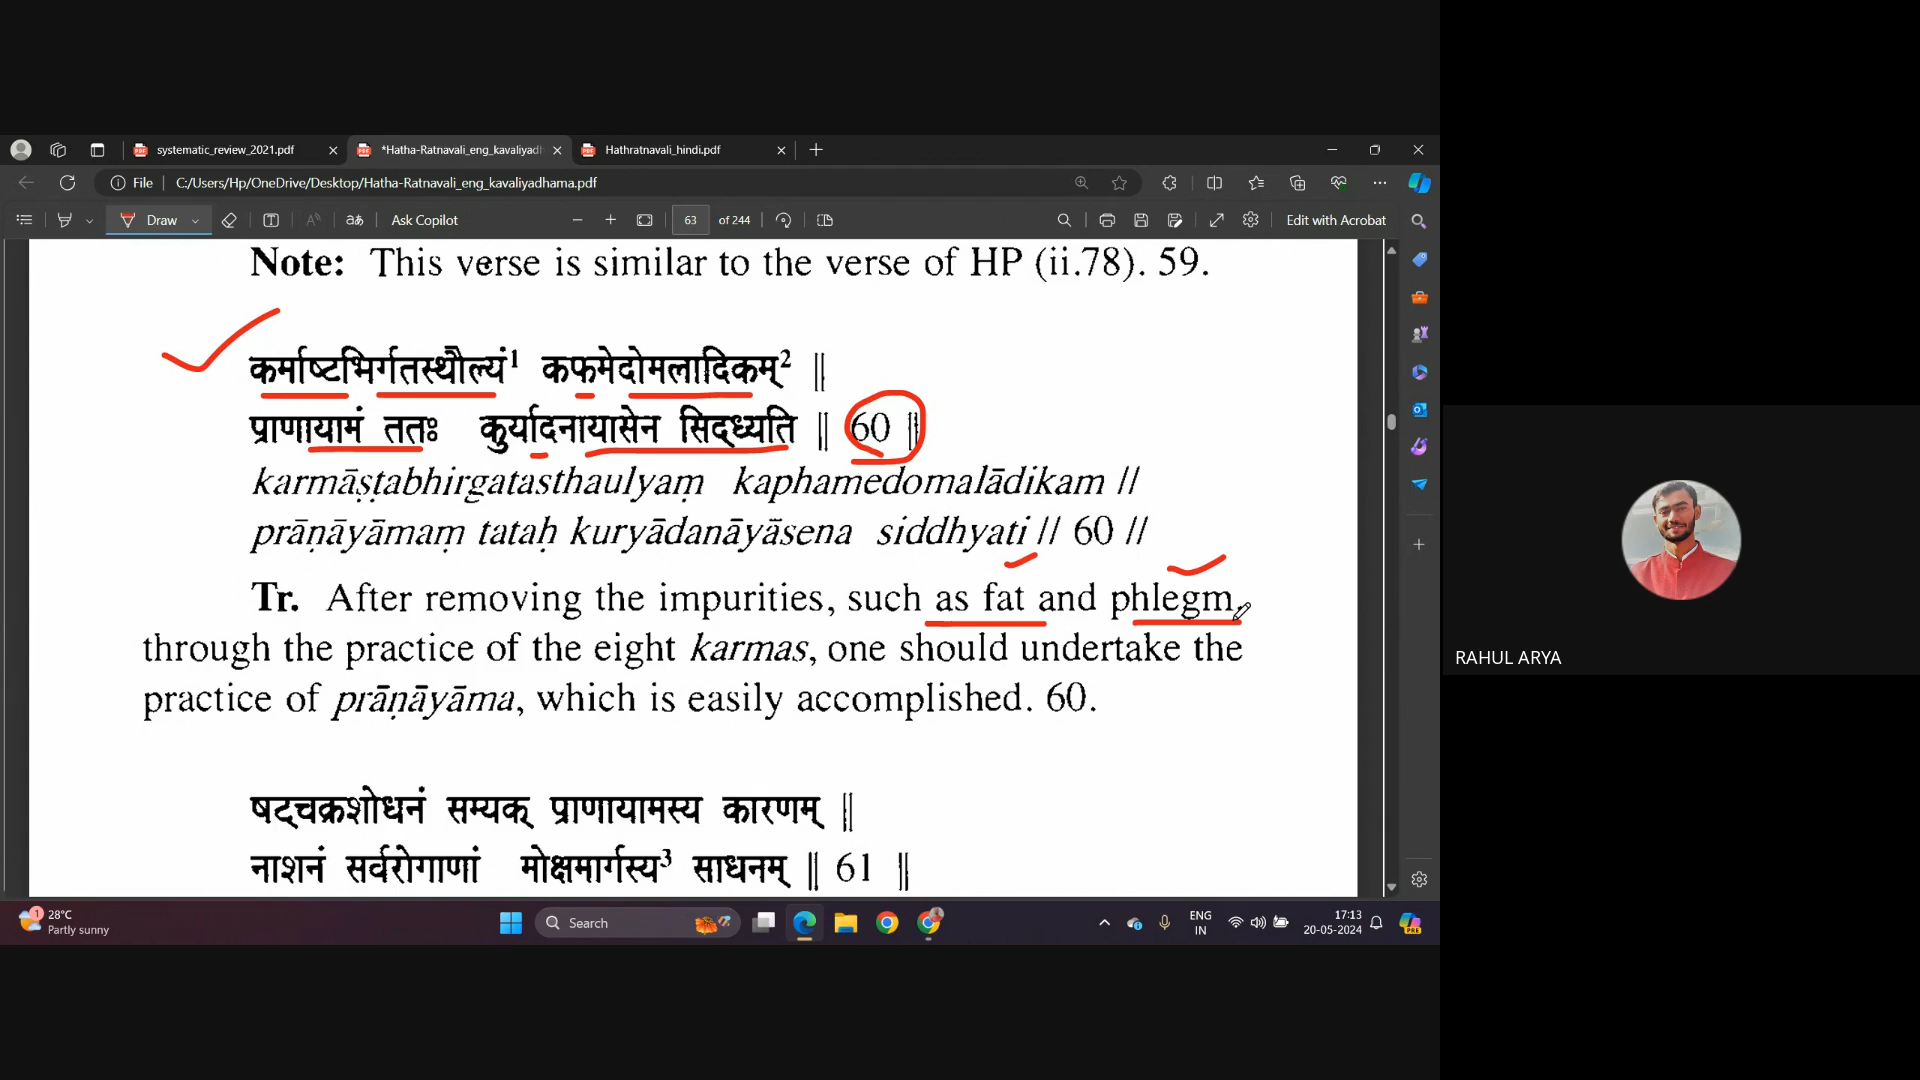 systematic_review_2021.pdf
*Hatha-Ratnavali_eng_kavaliyadh
Hathratnavali_hindi.pdf
File
C:/Users/Hp/OneDrive/Desktop/Hatha-Ratnavali_eng_kavaliyadhama.pdf
Draw
aあ
Ask Copilot
63
of 244
Edit with Acrobat
Note: This verse is similar to the verse of HP (ii.78). 59.
कर्माष्टभिर्गतस्थौल्यं¹ कफमेदोमलादिकम्² ||
प्राणायामं ततः कुर्यादनायासेन सिद्ध्यति || 60 ||
karmāṣṭabhirgatasthaulyaṃ kaphamedomalādikam //
prāṇāyāmaṃ tataḥ kuryādanāyāsena siddhyati // 60 //
Tr. After removing the impurities, such as fat and phlegm,
through the practice of the eight karmas, one should undertake the
practice of prāṇāyāma, which is easily accomplished. 60.
षट्चक्रशोधनं सम्यक् प्राणायामस्य कारणम् ||
नाशनं सर्वरोगाणां मोक्षमार्गस्य³ साधनम् || 61 ||
RAHUL ARYA
1
28°C
Partly sunny
Search
ENG
IN
17:13
20-05-2024
PRE